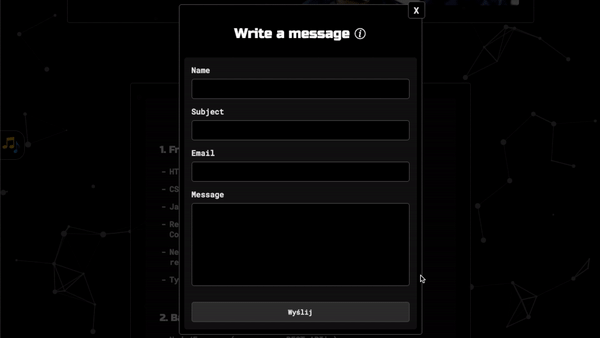 X
Write a message i
Name
Subject
1. Fr
Email
- HT
- CS
Message
- Ja
- Re
Co
- Ne
re
- Ty
Wyślij
2. Ba